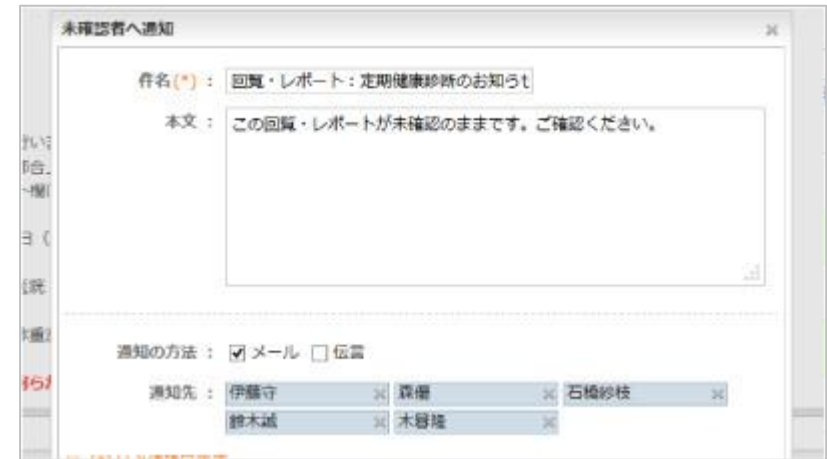 未確認者へ通知
件名(*) : 回覧・レポート:定期健康診断のお知らt
本文 : この回覧・レポートが未確認のままです。ご確認ください。
通知の方法 : メール 伝言
通知先 : 伊藤守 森優 石橋紗枝
鈴木誠 木暮隆